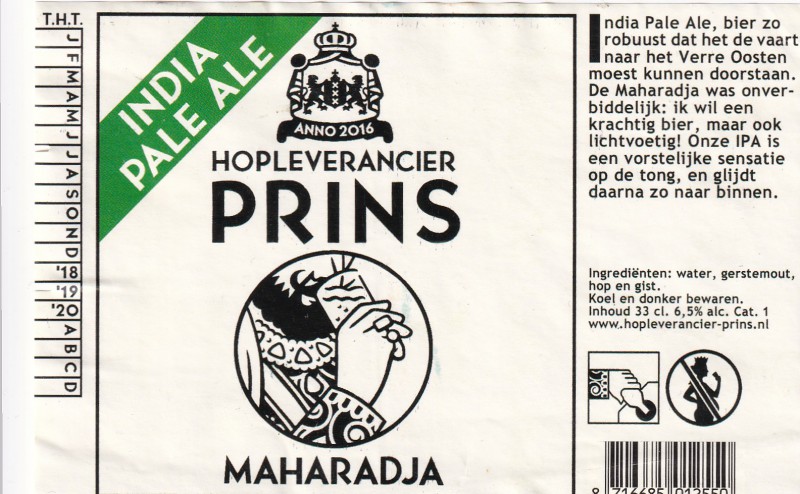 T.H.T.
J
F
M
A
M
J
J
A
S
O
N
D
'18
'19
'20
A
B
C
D
INDIA
PALE ALE
ANNO 2016
HOPLEVERANCIER
PRINS
MAHARADJA
India Pale Ale, bier zo
robuust dat het de vaart
naar het Verre Oosten
moest kunnen doorstaan.
De Maharadja was onver-
biddelijk: ik wil een
krachtig bier, maar ook
lichtvoetig! Onze IPA is
een vorstelijke sensatie
op de tong, en glijdt
daarna zo naar binnen.
Ingrediënten: water, gerstemout,
hop en gist.
Koel en donker bewaren.
Inhoud 33 cl. 6,5% alc. Cat. 1
www.hopleverancier-prins.nl
8 716685 012550